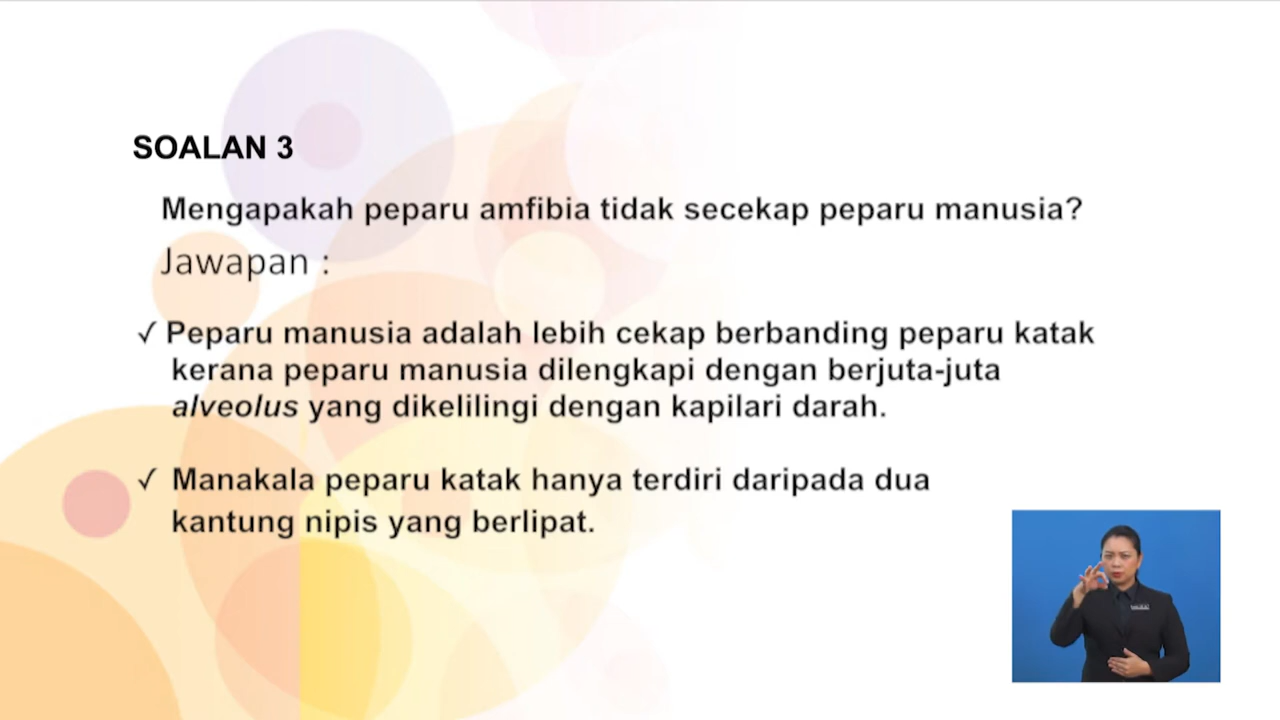 SOALAN 3
Mengapakah peparu amfibia tidak secekap peparu manusia?
Jawapan :
✓ Peparu manusia adalah lebih cekap berbanding peparu katak
kerana peparu manusia dilengkapi dengan berjuta-juta
alveolus yang dikelilingi dengan kapilari darah.
✓ Manakala peparu katak hanya terdiri daripada dua
kantung nipis yang berlipat.